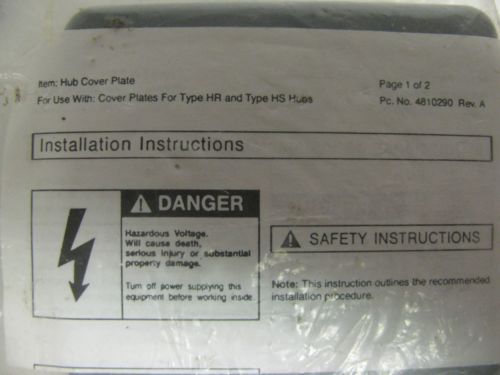 Item: Hub Cover Plate
Page 1 of 2
For Use With: Cover Plates For Type HR and Type HS Hubs
Pc. No. 4810290 Rev. A
Installation Instructions
DANGER
Hazardous Voltage.
Will cause death,
serious injury or substantial
property damage.
Turn off power supplying this
equipment before working inside.
SAFETY INSTRUCTIONS
Note: This instruction outlines the recommended
installation procedure.